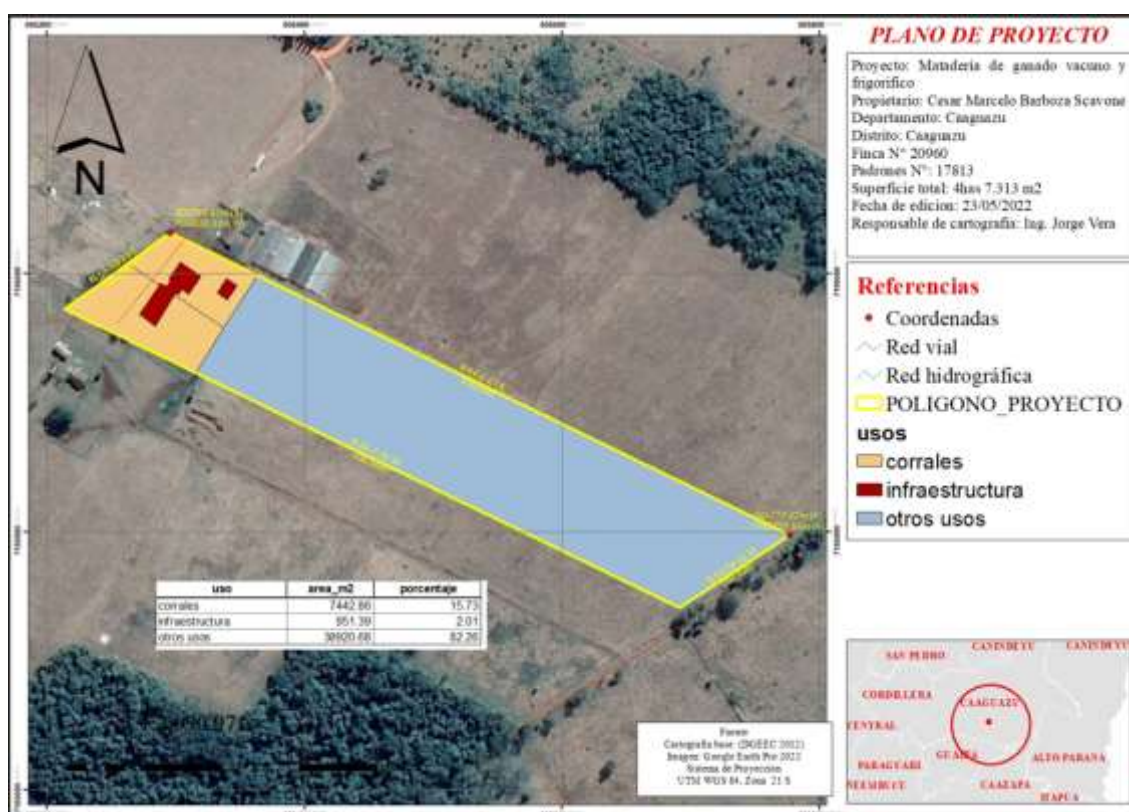 PLANO DE PROYECTO
Proyecto: Matadería de ganado vacuno y
frigorifico
Propietario: Cesar Marcelo Barboza Scavone
Departamento: Caaguazu
Distrito: Caaguazu
Finca N° 20960
Padrones N°: 17813
Superficie total: 4has 7.313 m2
Fecha de edicion: 23/05/2022
Responsable de cartografia: Ing. Jorge Vera
N
Referencias
Coordenadas
Red vial
Red hidrográfica
POLIGONO_PROYECTO
usos
corrales
infraestructura
otros usos
uso area_m2 porcentaje
corrales 7442.86 15.73
infraestructura 951.39 2.01
otros usos 38920.68 82.26
Fuente
Cartografia base: (DGEEC 2012)
Imagen: Google Earth Pro 2022
Sistema de Proyección
UTM WGS 84, Zona 21 S
SAN PEDRO
CANINDEYU
CANINDEYU
CORDILLERA
CAAGUAZU
CENTRAL
GUAIRA
ALTO PARANA
PARAGUARI
CAAZAPA
ITAPUA